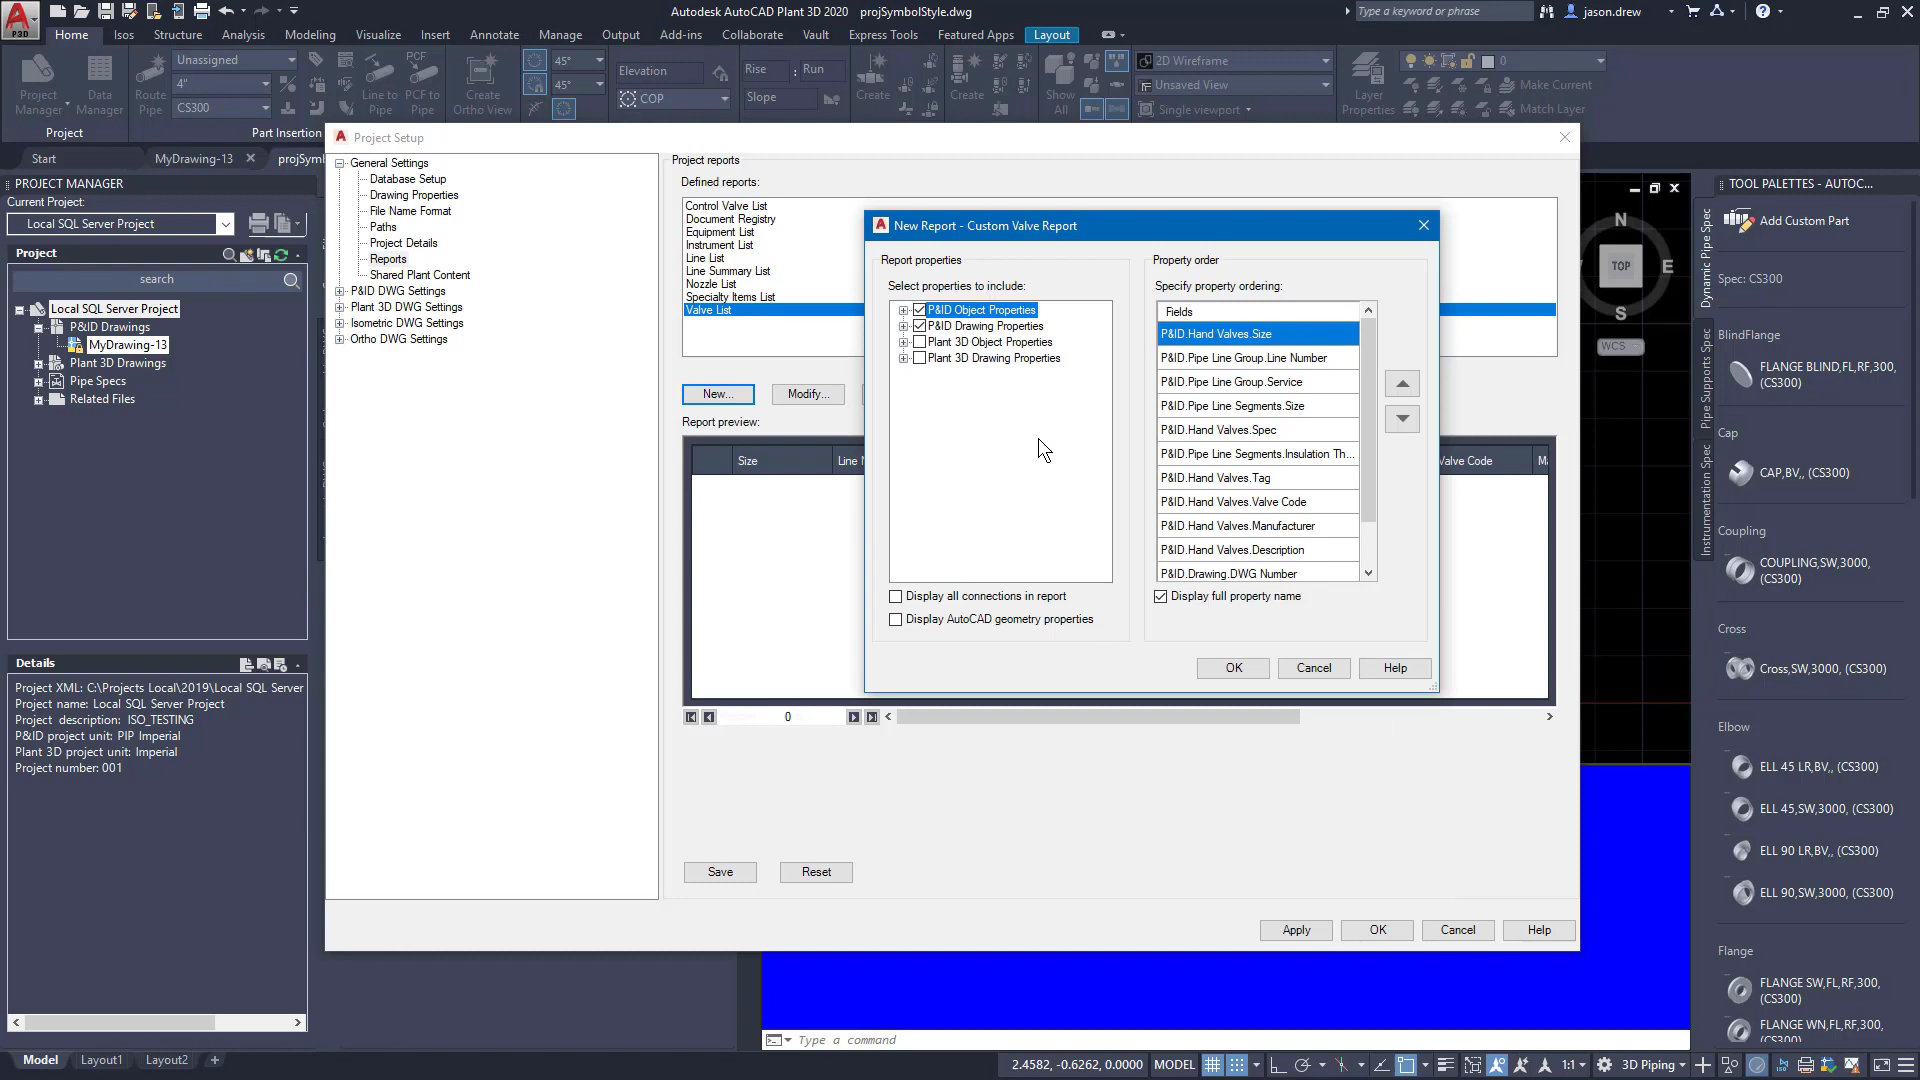 Autodesk AutoCAD Plant 3D 2020 projSymbolStyle.dwg
Type a keyword or phrase
jason.drew
P3D
Home Isos Structure Analysis Modeling Visualize Insert Annotate Manage Output Add-ins Collaborate Vault Express Tools Featured Apps Layout
Project Manager
Data Manager
Route Pipe
Unassigned
4"
CS300
Line to Pipe
PCF to Pipe
PCF
Create Ortho View
45°
45°
Elevation
COP
Rise : Run
Slope
Create
Create
Show All
2D Wireframe
Unsaved View
Single viewport
Layer Properties
0
Make Current
Match Layer
Project
Part Insertion
Start
MyDrawing-13
projSym
PROJECT MANAGER
Current Project:
Local SQL Server Project
Project
search
Local SQL Server Project
P&ID Drawings
MyDrawing-13
Plant 3D Drawings
Pipe Specs
Related Files
Details
Project XML: C:\Projects Local\2019\Local SQL Server
Project name: Local SQL Server Project
Project description: ISO_TESTING
P&ID project unit: PIP Imperial
Plant 3D project unit: Imperial
Project number: 001
Project Setup
General Settings
Database Setup
Drawing Properties
File Name Format
Paths
Project Details
Reports
Shared Plant Content
P&ID DWG Settings
Plant 3D DWG Settings
Isometric DWG Settings
Ortho DWG Settings
Project reports
Defined reports:
Control Valve List
Document Registry
Equipment List
Instrument List
Line List
Line Summary List
Nozzle List
Specialty Items List
Valve List
New...
Modify...
Report preview:
Size
Line N
Valve Code
0
Save
Reset
Apply
OK
Cancel
Help
New Report - Custom Valve Report
Report properties
Select properties to include:
P&ID Object Properties
P&ID Drawing Properties
Plant 3D Object Properties
Plant 3D Drawing Properties
Display all connections in report
Display AutoCAD geometry properties
Property order
Specify property ordering:
Fields
P&ID.Hand Valves.Size
P&ID.Pipe Line Group.Line Number
P&ID.Pipe Line Group.Service
P&ID.Pipe Line Segments.Size
P&ID.Hand Valves.Spec
P&ID.Pipe Line Segments.Insulation Th...
P&ID.Hand Valves.Tag
P&ID.Hand Valves.Valve Code
P&ID.Hand Valves.Manufacturer
P&ID.Hand Valves.Description
P&ID.Drawing.DWG Number
Display full property name
OK
Cancel
Help
N
TOP
E
S
WCS
TOOL PALETTES - AUTOC...
Dynamic Pipe Spec
Pipe Supports Spec
Instrumentation Spec
Add Custom Part
Spec: CS300
BlindFlange
FLANGE BLIND,FL,RF,300, (CS300)
Cap
CAP,BV,, (CS300)
Coupling
COUPLING,SW,3000, (CS300)
Cross
Cross,SW,3000, (CS300)
Elbow
ELL 45 LR,BV,, (CS300)
ELL 45,SW,3000, (CS300)
ELL 90 LR,BV,, (CS300)
ELL 90,SW,3000, (CS300)
Flange
FLANGE SW,FL,RF,300, (CS300)
FLANGE WN,FL,RF,300, (CS300)
Type a command
Model Layout1 Layout2 +
2.4582, -0.6262, 0.0000 MODEL
1:1
3D Piping